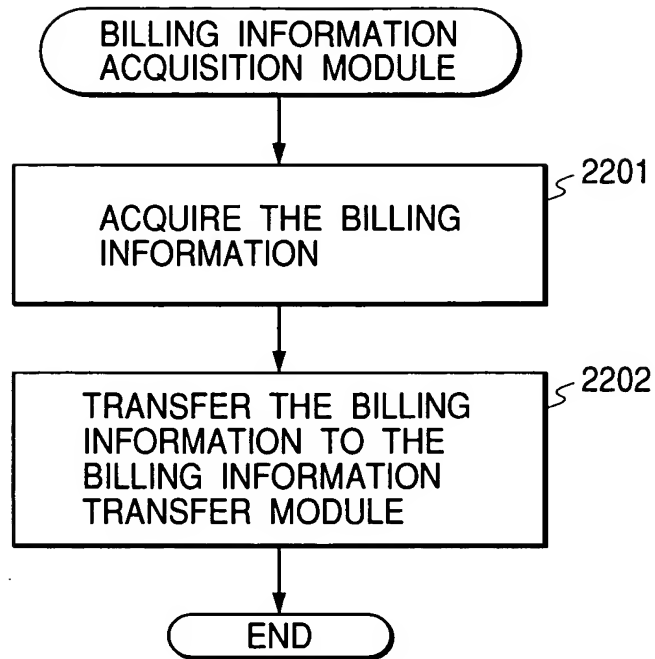 BILLING INFORMATION
ACQUISITION MODULE
2201
ACQUIRE THE BILLING
INFORMATION
2202
TRANSFER THE BILLING
INFORMATION TO THE
BILLING INFORMATION
TRANSFER MODULE
END